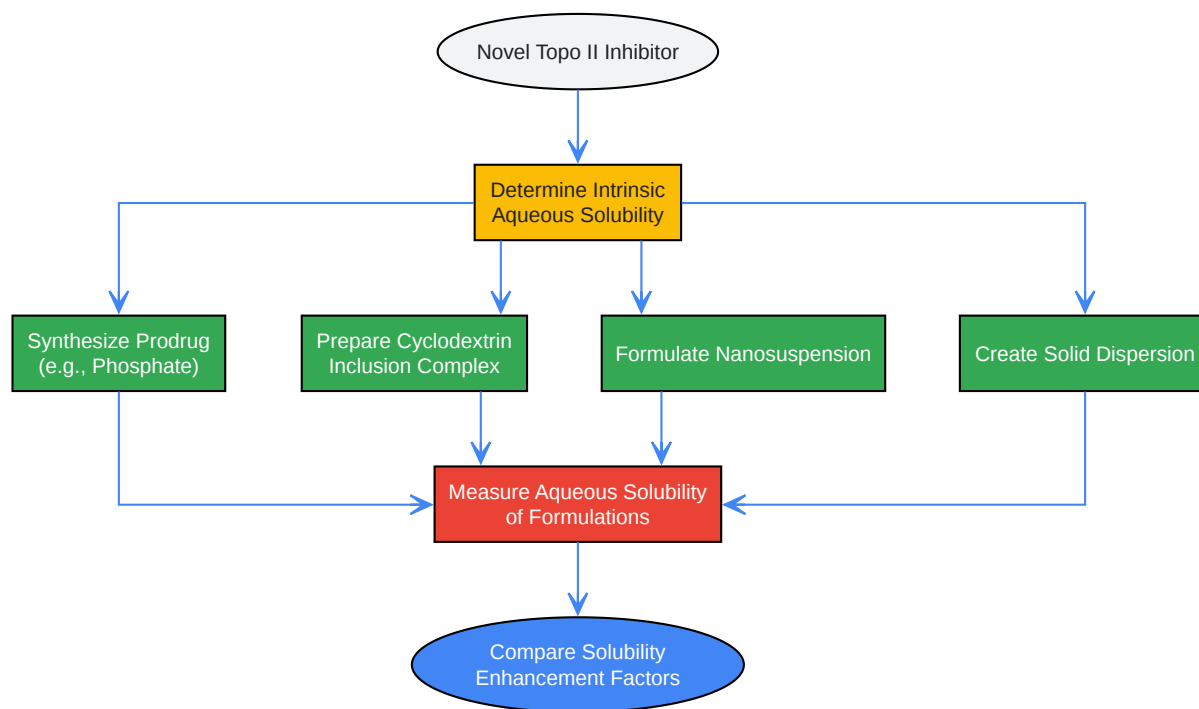 Novel Topo II Inhibitor
Determine Intrinsic
Aqueous Solubility
Synthesize Prodrug
(e.g., Phosphate)
Prepare Cyclodextrin
Inclusion Complex
Formulate Nanosuspension
Create Solid Dispersion
Measure Aqueous Solubility
of Formulations
Compare Solubility
Enhancement Factors